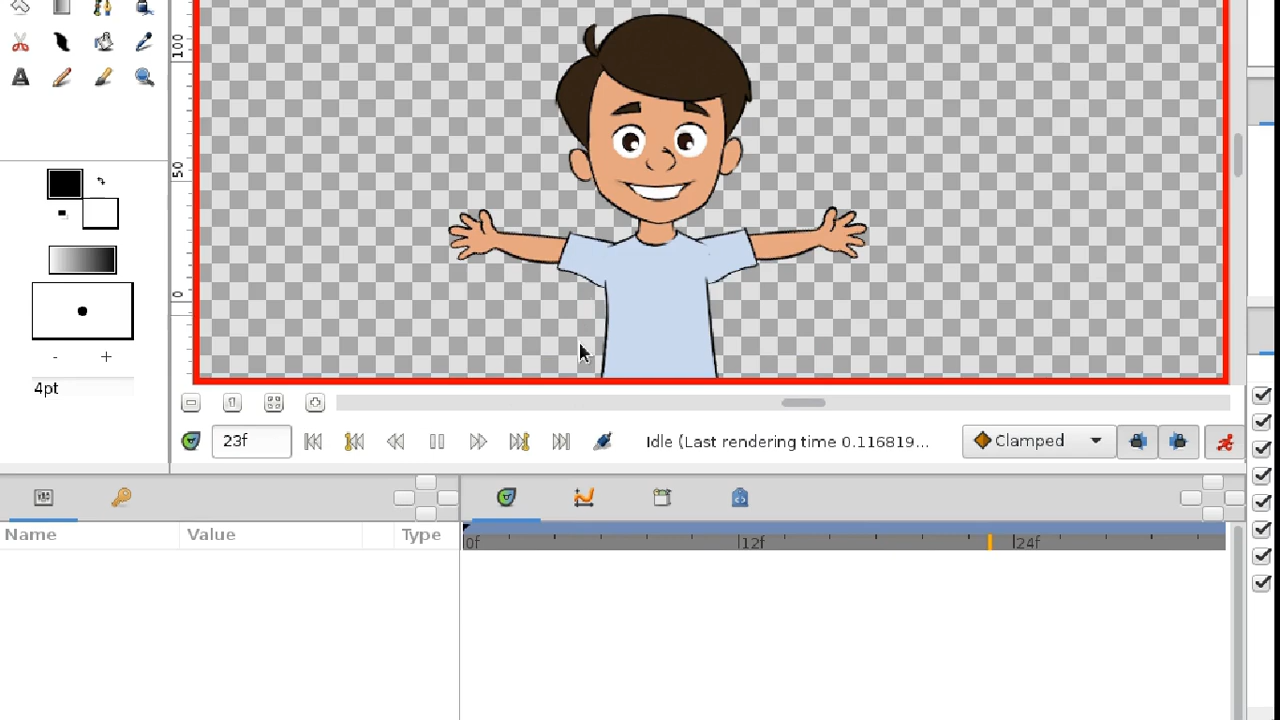 100
50
0
4pt
23f
Idle (Last rendering time 0.116819...
Clamped
Name Value Type
0f 12f 24f